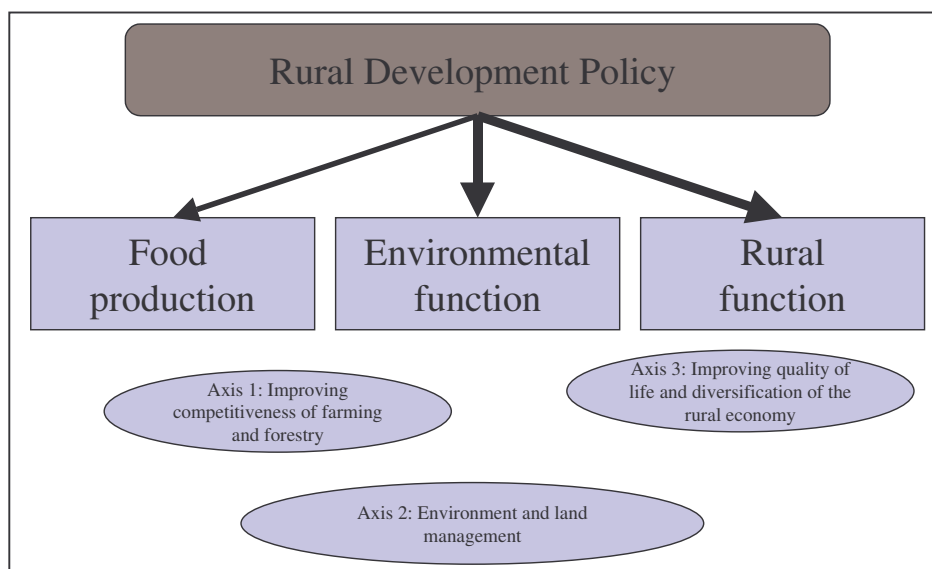 Rural Development Policy
Food
production
Environmental
function
Rural
function
Axis 1: Improving
competitiveness of farming
and forestry
Axis 3: Improving quality of
life and diversification of the
rural economy
Axis 2: Environment and land
management